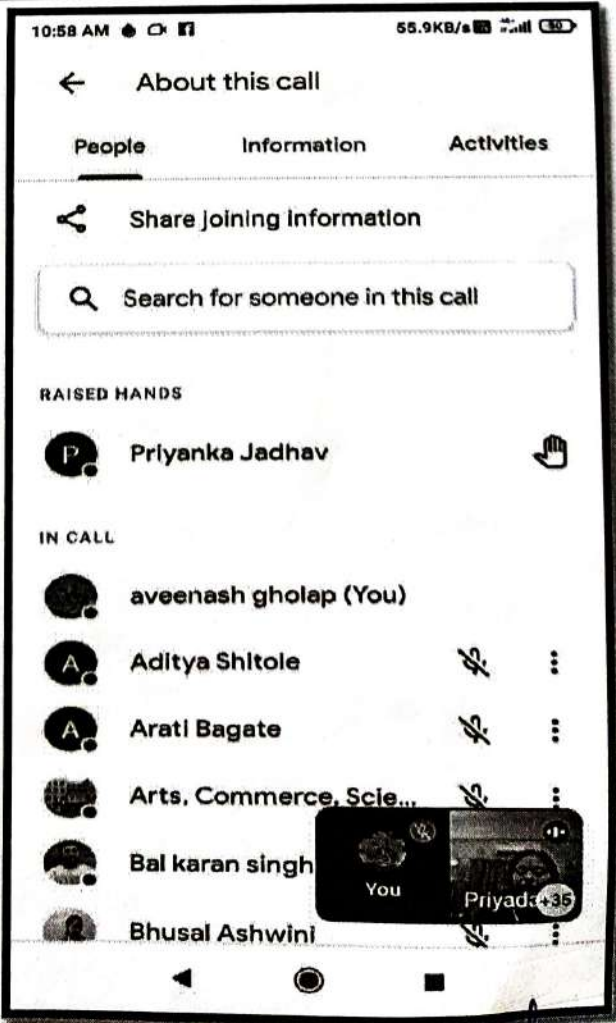 10:58 AM 55.9KB/s 50
About this call
People Information Activities
Share joining information
Search for someone in this call
RAISED HANDS
P Priyanka Jadhav
IN CALL
aveenash gholap (You)
A Aditya Shitole
A Arati Bagate
Arts, Commerce, Scie...
Bal karan singh
You Priyada +35
Bhusal Ashwini